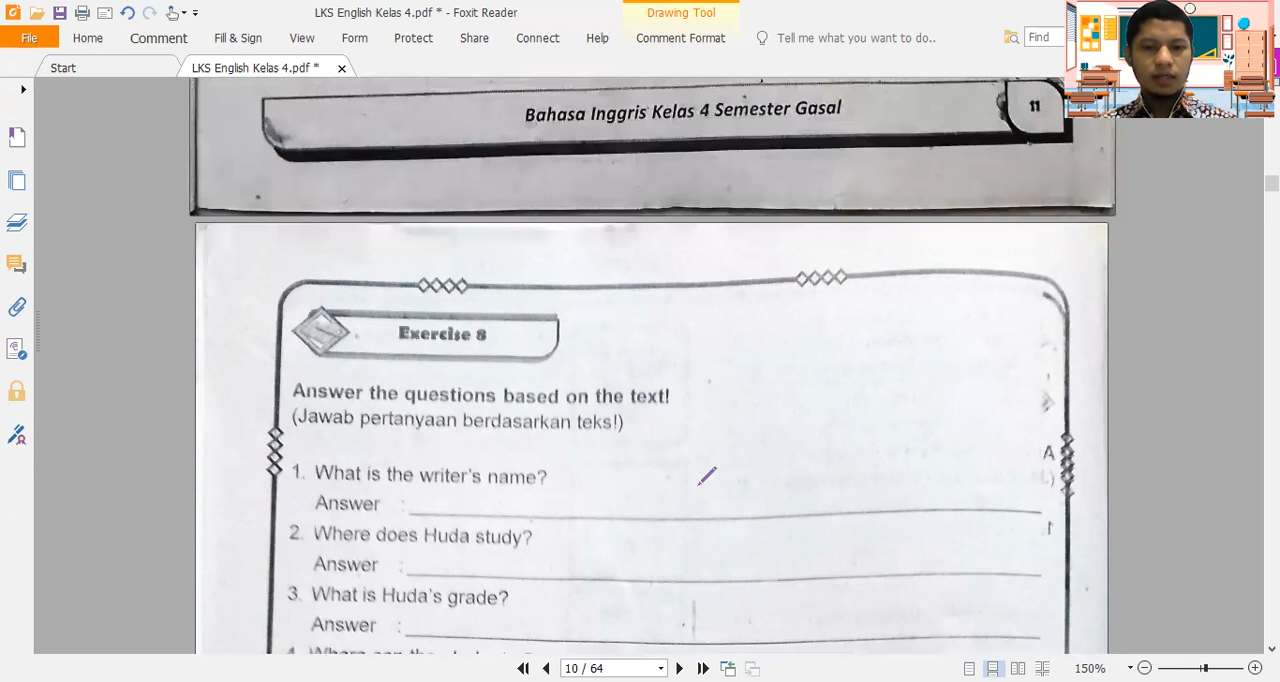 LKS English Kelas 4.pdf * - Foxit Reader
Drawing Tool
File Home Comment Fill & Sign View Form Protect Share Connect Help Comment Format Tell me what you want to do.. Find
Start LKS English Kelas 4.pdf *
Bahasa Inggris Kelas 4 Semester Gasal
11
Exercise 8
Answer the questions based on the text!
(Jawab pertanyaan berdasarkan teks!)
1. What is the writer's name?
Answer :
2. Where does Huda study?
Answer :
3. What is Huda's grade?
Answer :
A
10 / 64
150%